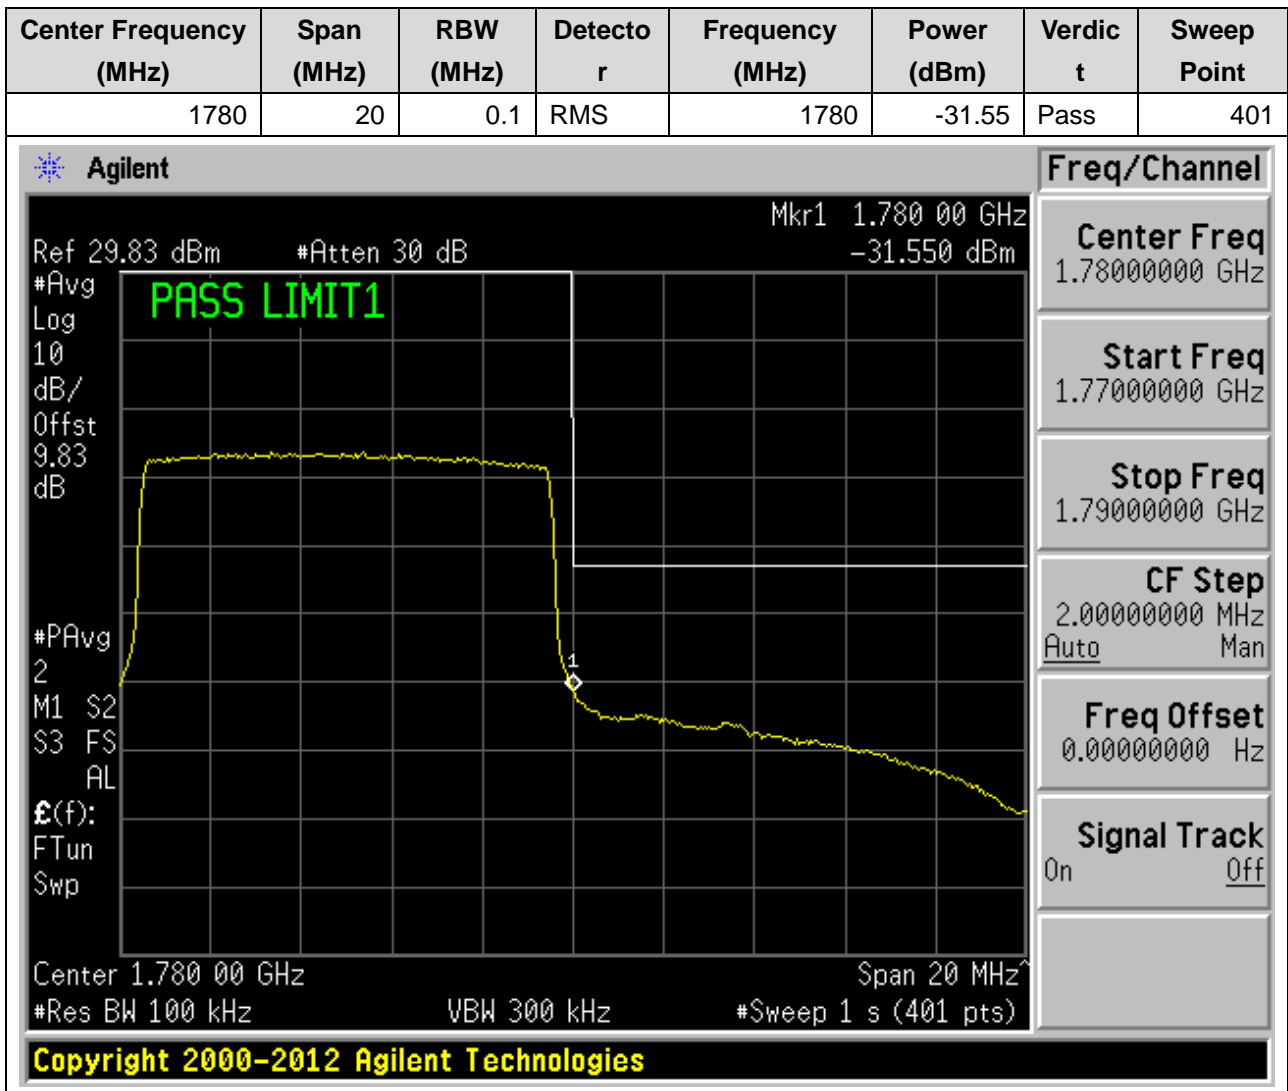 Center Frequency (MHz) Span (MHz) RBW (MHz) Detecto r Frequency (MHz) Power (dBm) Verdic t Sweep Point
1780 20 0.1 RMS 1780 -31.55 Pass 401
Agilent
Freq/Channel
Mkr1 1.780 00 GHz
Ref 29.83 dBm #Atten 30 dB -31.550 dBm
#Avg
Log
10
dB/
Offst
9.83
dB
PASS LIMIT1
#PAvg
2
M1 S2
S3 FS
AL
£(f):
FTun
Swp
1
Center 1.780 00 GHz Span 20 MHz^
#Res BW 100 kHz VBW 300 kHz #Sweep 1 s (401 pts)
Center Freq
1.78000000 GHz
Start Freq
1.77000000 GHz
Stop Freq
1.79000000 GHz
CF Step
2.00000000 MHz
Auto Man
Freq Offset
0.00000000 Hz
Signal Track
On Off
Copyright 2000-2012 Agilent Technologies